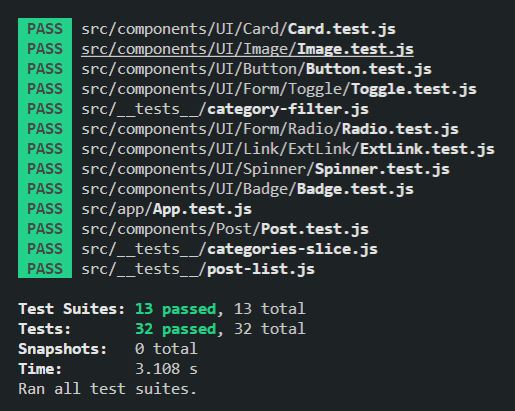 PASS src/components/UI/Card/Card.test.js
PASS src/components/UI/Image/Image.test.js
PASS src/components/UI/Button/Button.test.js
PASS src/components/UI/Form/Toggle/Toggle.test.js
PASS src/__tests__/category-filter.js
PASS src/components/UI/Form/Radio/Radio.test.js
PASS src/components/UI/Link/ExtLink/ExtLink.test.js
PASS src/components/UI/Spinner/Spinner.test.js
PASS src/components/UI/Badge/Badge.test.js
PASS src/app/App.test.js
PASS src/components/Post/Post.test.js
PASS src/__tests__/categories-slice.js
PASS src/__tests__/post-list.js
Test Suites: 13 passed, 13 total
Tests: 32 passed, 32 total
Snapshots: 0 total
Time: 3.108 s
Ran all test suites.